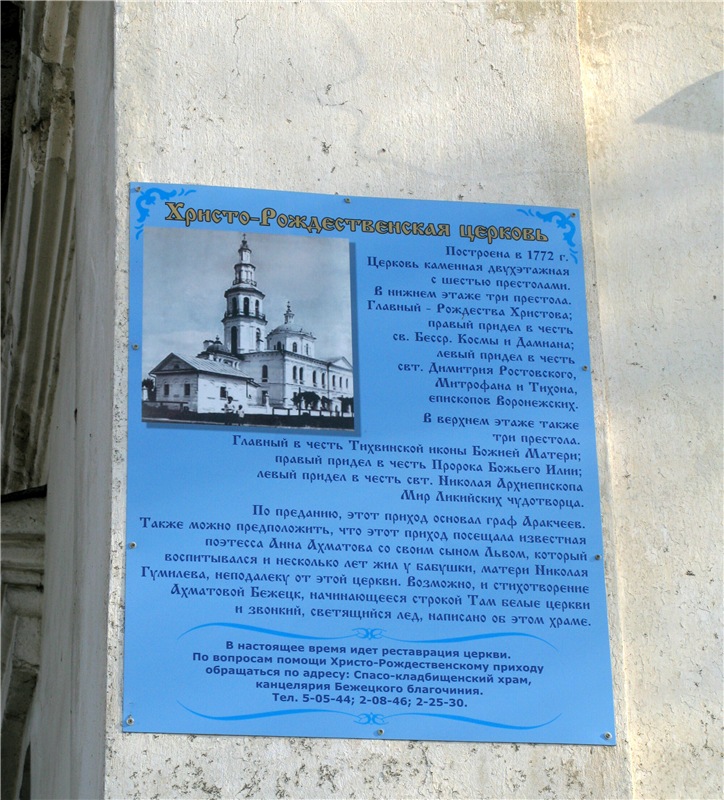 Христо-Рождественская церковь
Построена в 1772 г.
Церковь каменная двухэтажная
с шестью престолами.
В нижнем этаже три престола.
Главный - Рождества Христова;
правый придел в честь
св. Бесср. Космы и Дамиана;
левый придел в честь
свт. Димитрия Ростовского,
Митрофана и Тихона,
епископов Воронежских.
В верхнем этаже также
три престола.
Главный в честь Тихвинской иконы Божией Матери;
правый придел в честь Пророка Божьего Илии;
левый придел в честь свт. Николая Архиепископа
Мир Ликийских чудотворца.
По преданию, этот приход основал граф Аракчеев.
Также можно предположить, что этот приход посещала известная
поэтесса Анна Ахматова со своим сыном Львом, который
воспитывался и несколько лет жил у бабушки, матери Николая
Гумилева, неподалеку от этой церкви. Возможно, и стихотворение
Ахматовой Бежецк, начинающееся строкой Там белые церкви
и звонкий, светящийся лед, написано об этом храме.
В настоящее время идет реставрация церкви.
По вопросам помощи Христо-Рождественскому приходу
обращаться по адресу: Спасо-кладбищенский храм,
канцелярия Бежецкого благочиния.
Тел. 5-05-44; 2-08-46; 2-25-30.